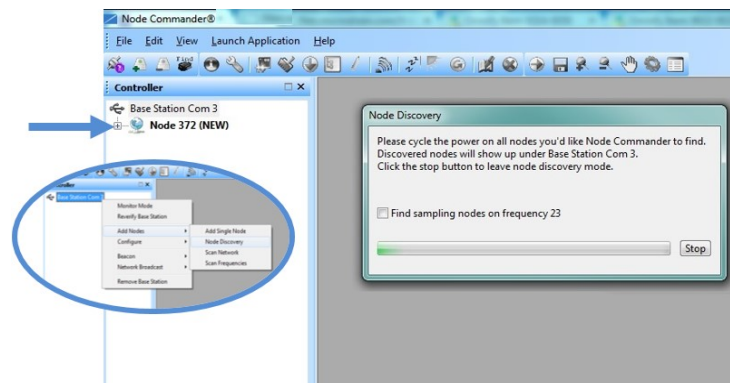 Node Commander®
File Edit View Launch Application Help
Find
Controller
Base Station Com 3
Node 372 (NEW)
Base Station Com 3
Monitor Mode
Reverify Base Station
Add Nodes
Configure
Beacon
Network Broadcast
Remove Base Station
Add Single Node
Node Discovery
Scan Network
Scan Frequencies
Node Discovery
Please cycle the power on all nodes you'd like Node Commander to find.
Discovered nodes will show up under Base Station Com 3.
Click the stop button to leave node discovery mode.
Find sampling nodes on frequency 23
Stop